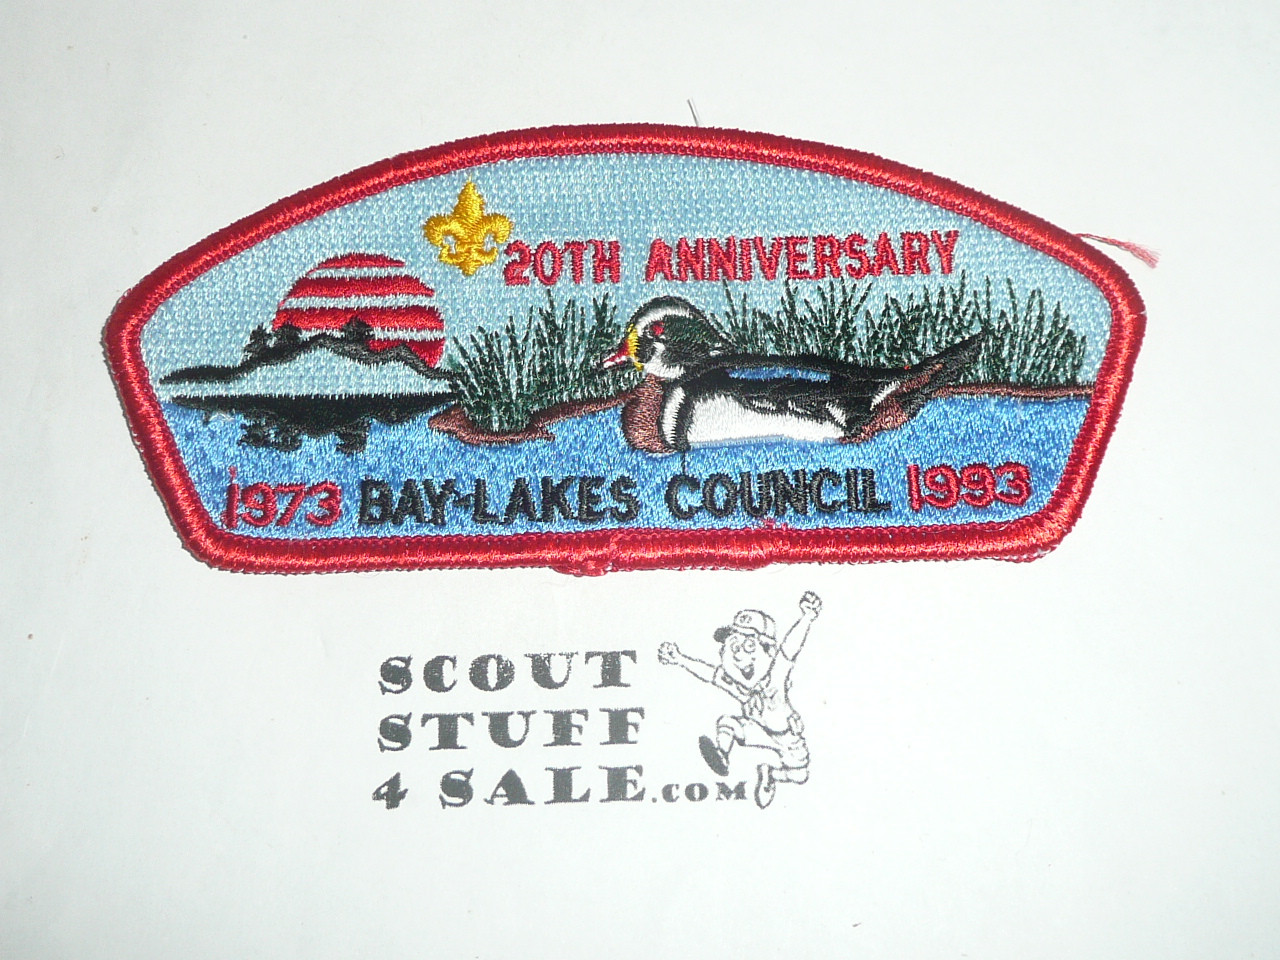 20TH ANNIVERSARY
1973 BAY-LAKES COUNCIL 1993
SCOUT
STUFF
4 SALE.COM